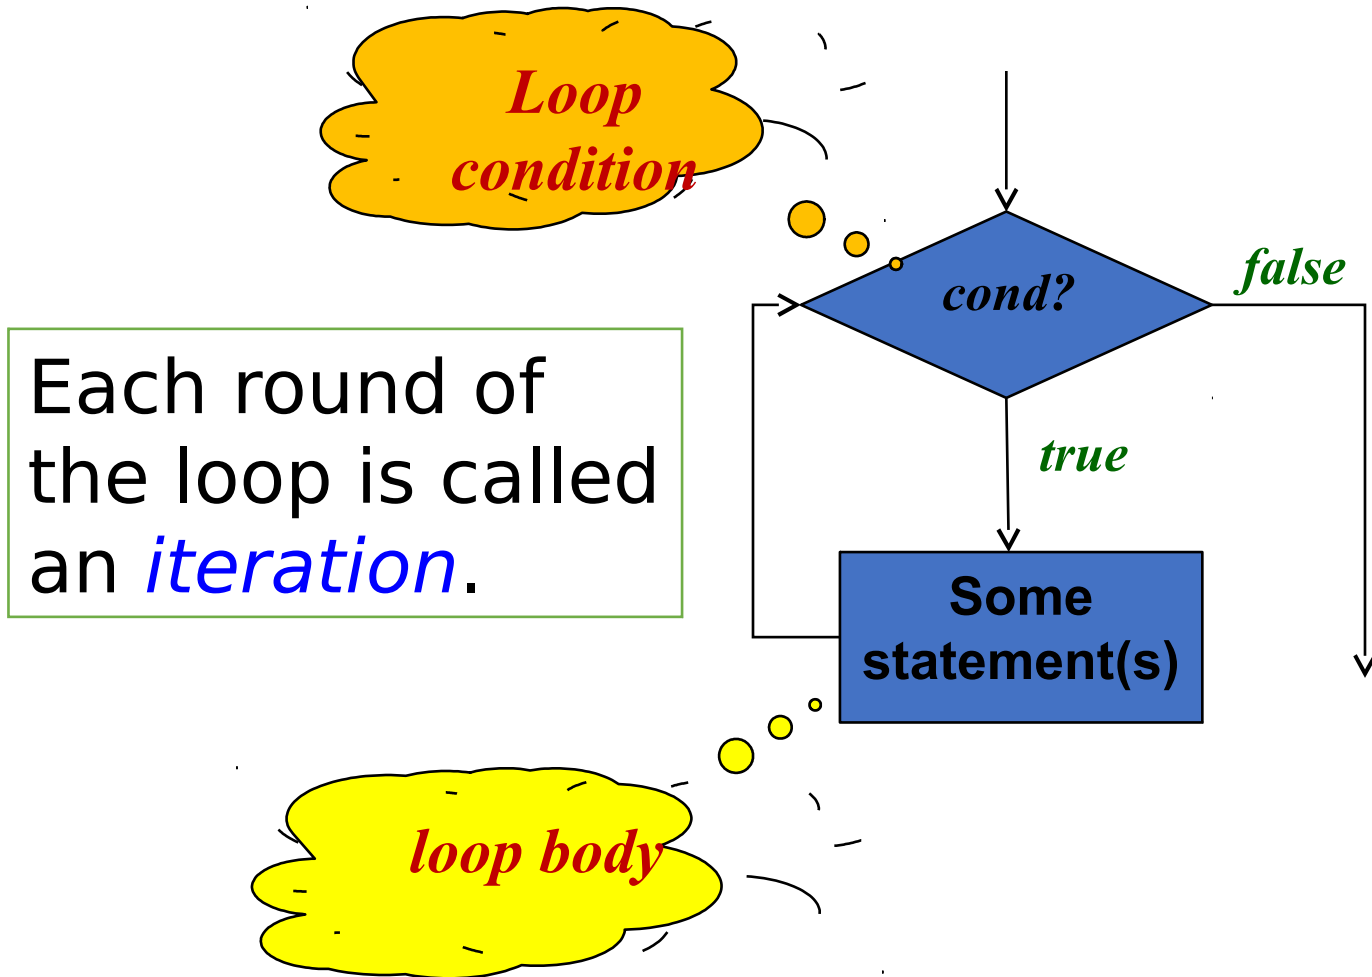 Loop
condition
cond?
false
Each round of
the loop is called
an iteration.
true
Some
statement(s)
loop body